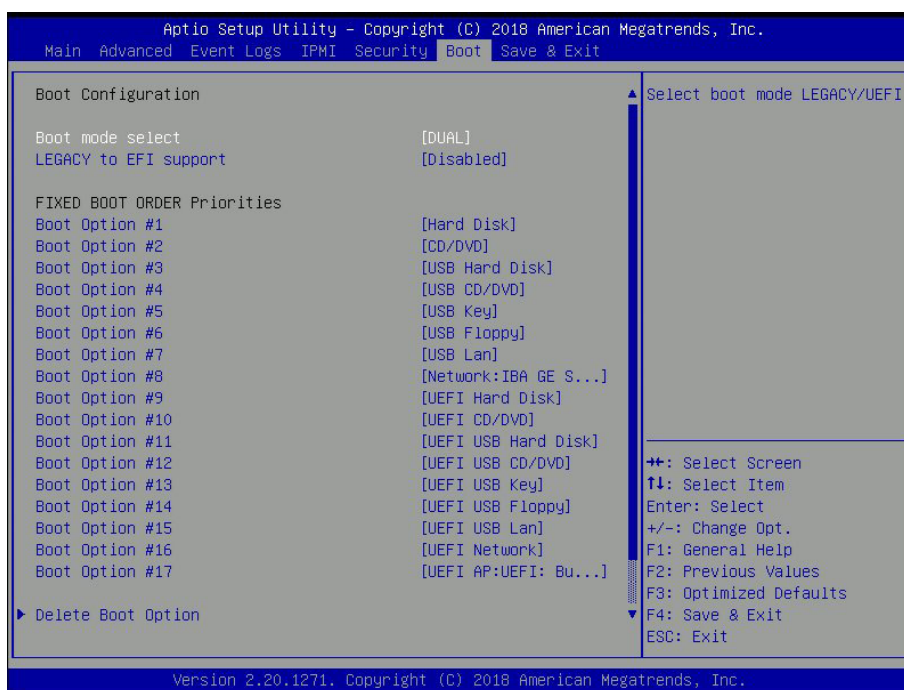 Aptio Setup Utility – Copyright (C) 2018 American Megatrends, Inc.
Main Advanced Event Logs IPMI Security Boot Save & Exit
Boot Configuration
Boot mode select [DUAL]
LEGACY to EFI support [Disabled]
FIXED BOOT ORDER Priorities
Boot Option #1 [Hard Disk]
Boot Option #2 [CD/DVD]
Boot Option #3 [USB Hard Disk]
Boot Option #4 [USB CD/DVD]
Boot Option #5 [USB Key]
Boot Option #6 [USB Floppy]
Boot Option #7 [USB Lan]
Boot Option #8 [Network:IBA GE S...]
Boot Option #9 [UEFI Hard Disk]
Boot Option #10 [UEFI CD/DVD]
Boot Option #11 [UEFI USB Hard Disk]
Boot Option #12 [UEFI USB CD/DVD]
Boot Option #13 [UEFI USB Key]
Boot Option #14 [UEFI USB Floppy]
Boot Option #15 [UEFI USB Lan]
Boot Option #16 [UEFI Network]
Boot Option #17 [UEFI AP:UEFI: Bu...]
Delete Boot Option
Select boot mode LEGACY/UEFI
→←: Select Screen
↑↓: Select Item
Enter: Select
+/-: Change Opt.
F1: General Help
F2: Previous Values
F3: Optimized Defaults
F4: Save & Exit
ESC: Exit
Version 2.20.1271. Copyright (C) 2018 American Megatrends, Inc.